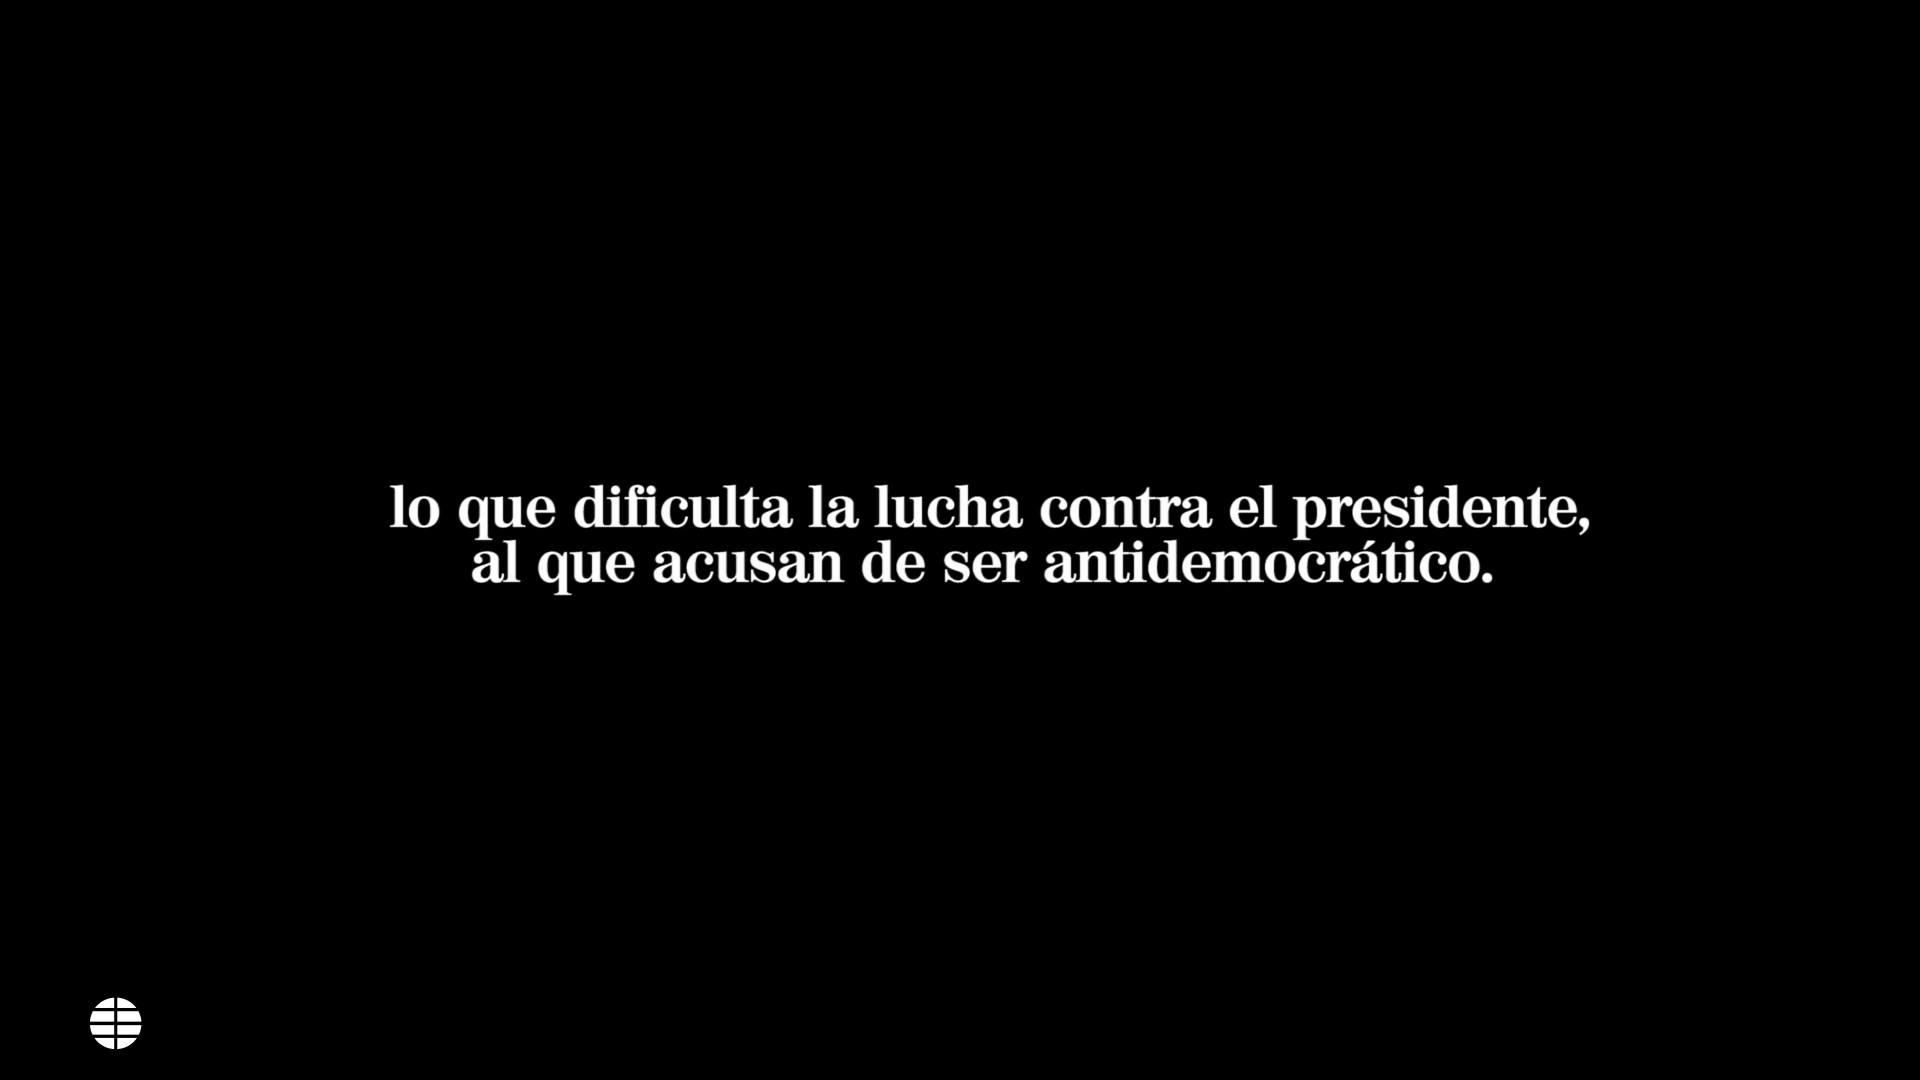 lo que dificulta la lucha contra el presidente,
al que acusan de ser antidemocrático.